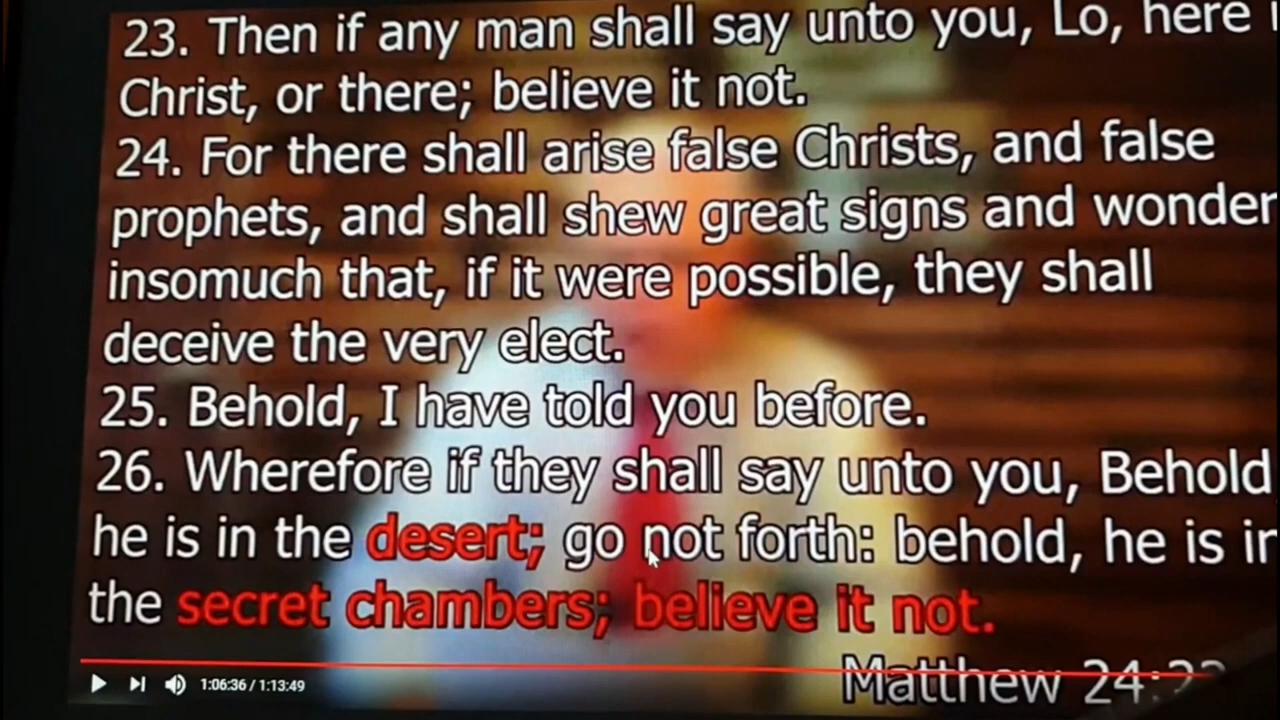 23. Then if any man shall say unto you, Lo, here
Christ, or there; believe it not.
24. For there shall arise false Christs, and false
prophets, and shall shew great signs and wonder
insomuch that, if it were possible, they shall
deceive the very elect.
25. Behold, I have told you before.
26. Wherefore if they shall say unto you, Behold
he is in the desert; go not forth: behold, he is in
the secret chambers; believe it not.
Matthew 24:
1:06:36 / 1:13:49